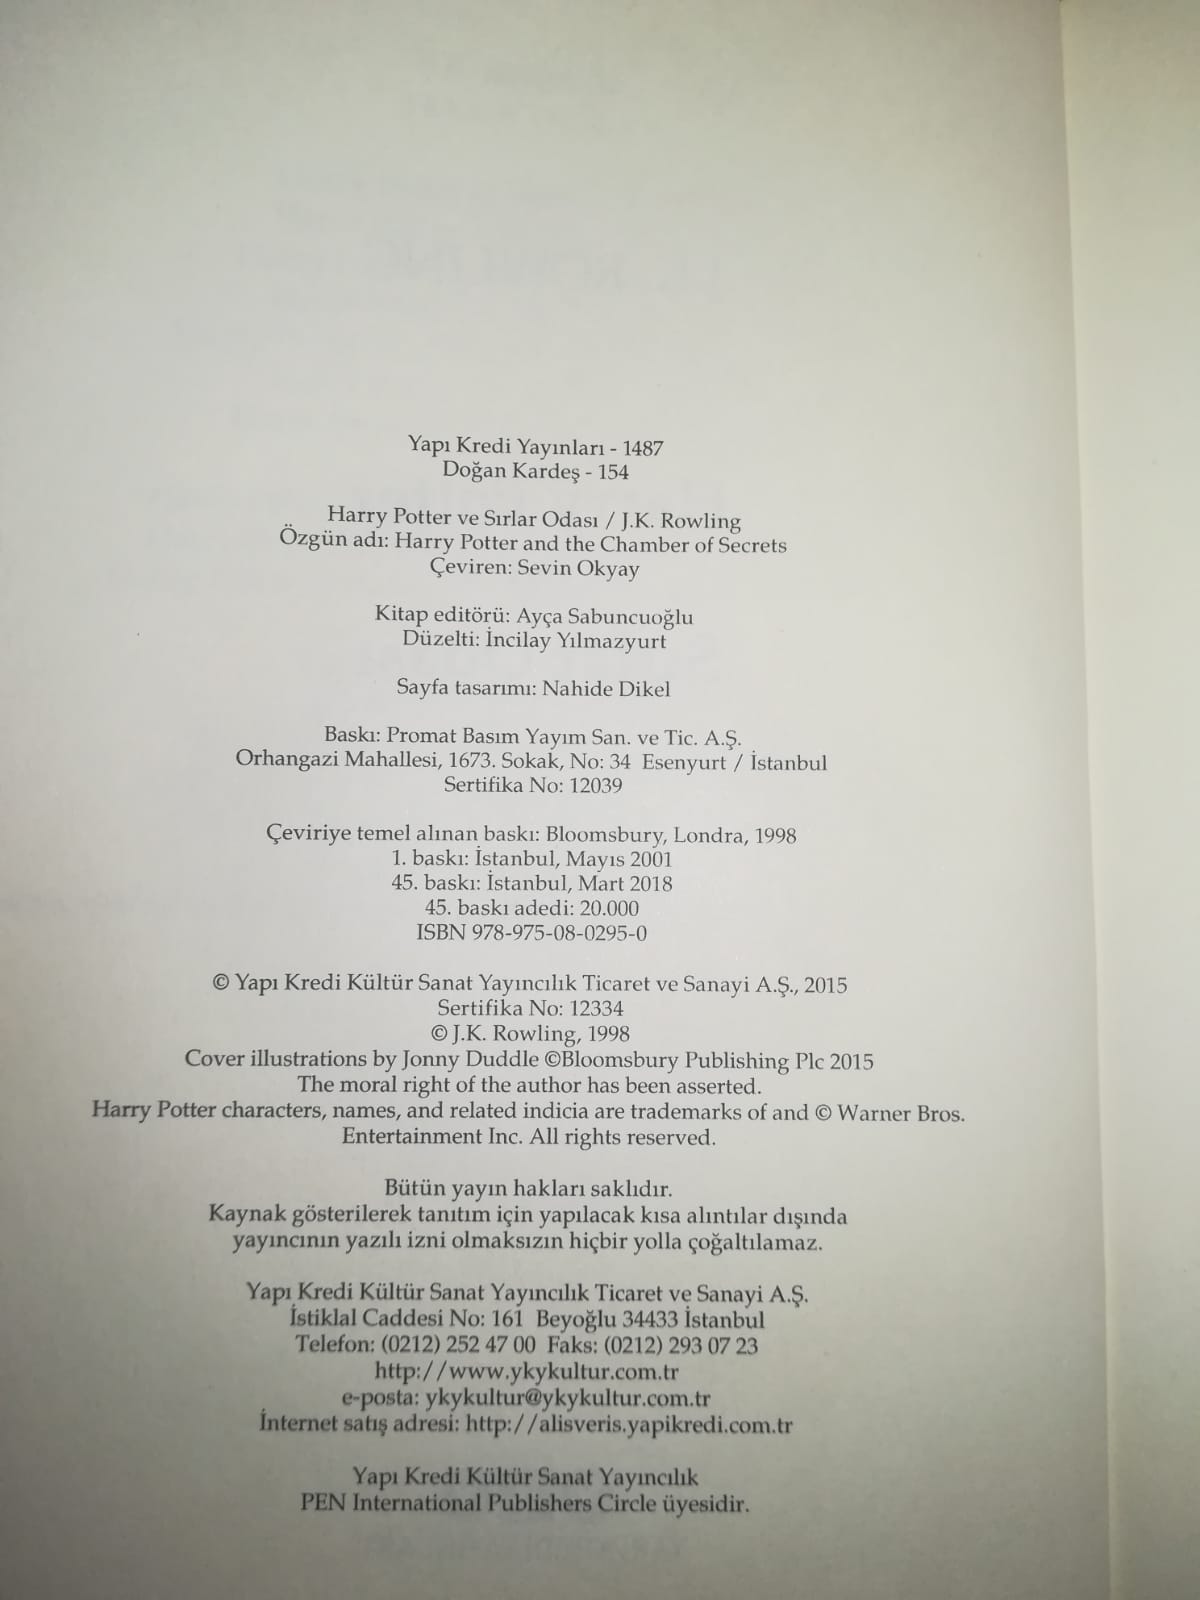 Yapı Kredi Yayınları - 1487
Doğan Kardeş - 154
Harry Potter ve Sırlar Odası / J.K. Rowling
Özgün adı: Harry Potter and the Chamber of Secrets
Çeviren: Sevin Okyay
Kitap editörü: Ayça Sabuncuoğlu
Düzelti: İncilay Yılmazyurt
Sayfa tasarımı: Nahide Dikel
Baskı: Promat Basım Yayım San. ve Tic. A.Ş.
Orhangazi Mahallesi, 1673. Sokak, No: 34 Esenyurt / İstanbul
Sertifika No: 12039
Çeviriye temel alınan baskı: Bloomsbury, Londra, 1998
1. baskı: İstanbul, Mayıs 2001
45. baskı: İstanbul, Mart 2018
45. baskı adedi: 20.000
ISBN 978-975-08-0295-0
© Yapı Kredi Kültür Sanat Yayıncılık Ticaret ve Sanayi A.Ş., 2015
Sertifika No: 12334
© J.K. Rowling, 1998
Cover illustrations by Jonny Duddle ©Bloomsbury Publishing Plc 2015
The moral right of the author has been asserted.
Harry Potter characters, names, and related indicia are trademarks of and © Warner Bros.
Entertainment Inc. All rights reserved.
Bütün yayın hakları saklıdır.
Kaynak gösterilerek tanıtım için yapılacak kısa alıntılar dışında
yayıncının yazılı izni olmaksızın hiçbir yolla çoğaltılamaz.
Yapı Kredi Kültür Sanat Yayıncılık Ticaret ve Sanayi A.Ş.
İstiklal Caddesi No: 161 Beyoğlu 34433 İstanbul
Telefon: (0212) 252 47 00 Faks: (0212) 293 07 23
http://www.ykykultur.com.tr
e-posta: ykykultur@ykykultur.com.tr
İnternet satış adresi: http://alisveris.yapikredi.com.tr
Yapı Kredi Kültür Sanat Yayıncılık
PEN International Publishers Circle üyesidir.